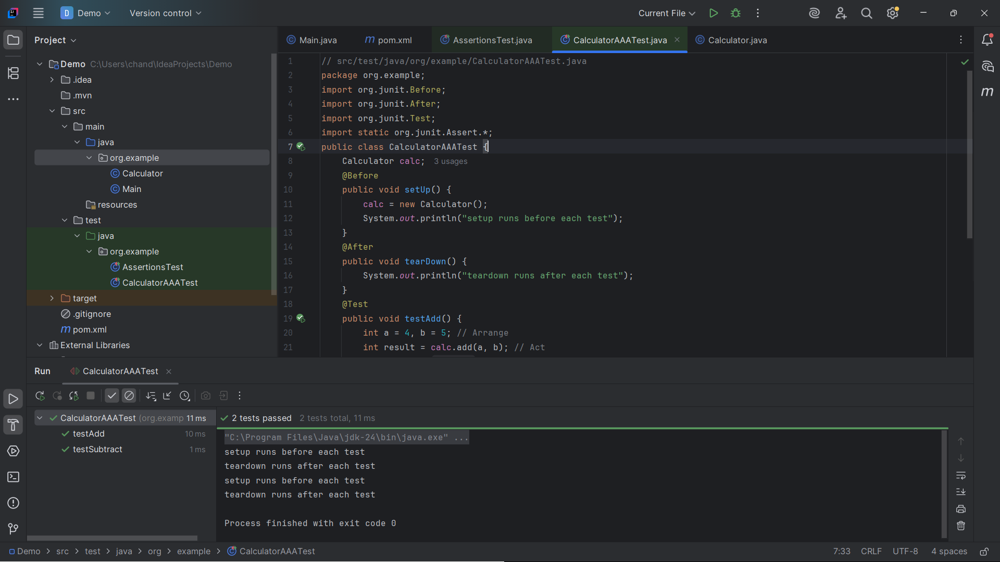 D Demo Version control Current File
Project
Main.java
pom.xml
AssertionsTest.java
CalculatorAAATest.java
Calculator.java
Demo C:\Users\chand\IdeaProjects\Demo
.idea
.mvn
src
main
java
org.example
Calculator
Main
resources
test
java
org.example
AssertionsTest
CalculatorAAATest
target
.gitignore
pom.xml
External Libraries
1 // src/test/java/org/example/CalculatorAAATest.java
2 package org.example;
3 import org.junit.Before;
4 import org.junit.After;
5 import org.junit.Test;
6 import static org.junit.Assert.*;
7 public class CalculatorAAATest {
8 Calculator calc; 3 usages
9 @Before
10 public void setUp() {
11 calc = new Calculator();
12 System.out.println("setup runs before each test");
13 }
14 @After
15 public void tearDown() {
16 System.out.println("teardown runs after each test");
17 }
18 @Test
19 public void testAdd() {
20 int a = 4, b = 5; // Arrange
21 int result = calc.add(a, b); // Act
Run CalculatorAAATest
CalculatorAAATest (org.examp 11 ms
testAdd 10 ms
testSubtract 1 ms
2 tests passed 2 tests total, 11 ms
"C:\Program Files\Java\jdk-24\bin\java.exe" ...
setup runs before each test
teardown runs after each test
setup runs before each test
teardown runs after each test
Process finished with exit code 0
Demo > src > test > java > org > example > CalculatorAAATest
7:33 CRLF UTF-8 4 spaces